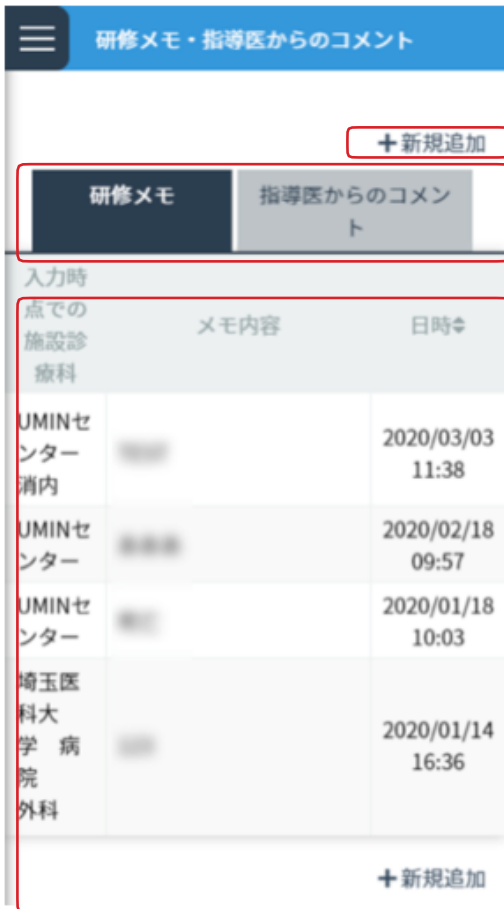 研修メモ・指導医からのコメント
+新規追加
研修メモ
指導医からのコメン
ト
入力時
点での
施設診
療科
メモ内容
日時
UMINセ
ンター
消内
2020/03/03
11:38
UMINセ
ンター
2020/02/18
09:57
UMINセ
ンター
2020/01/18
10:03
埼玉医
科大
学 病
院
外科
2020/01/14
16:36
+新規追加